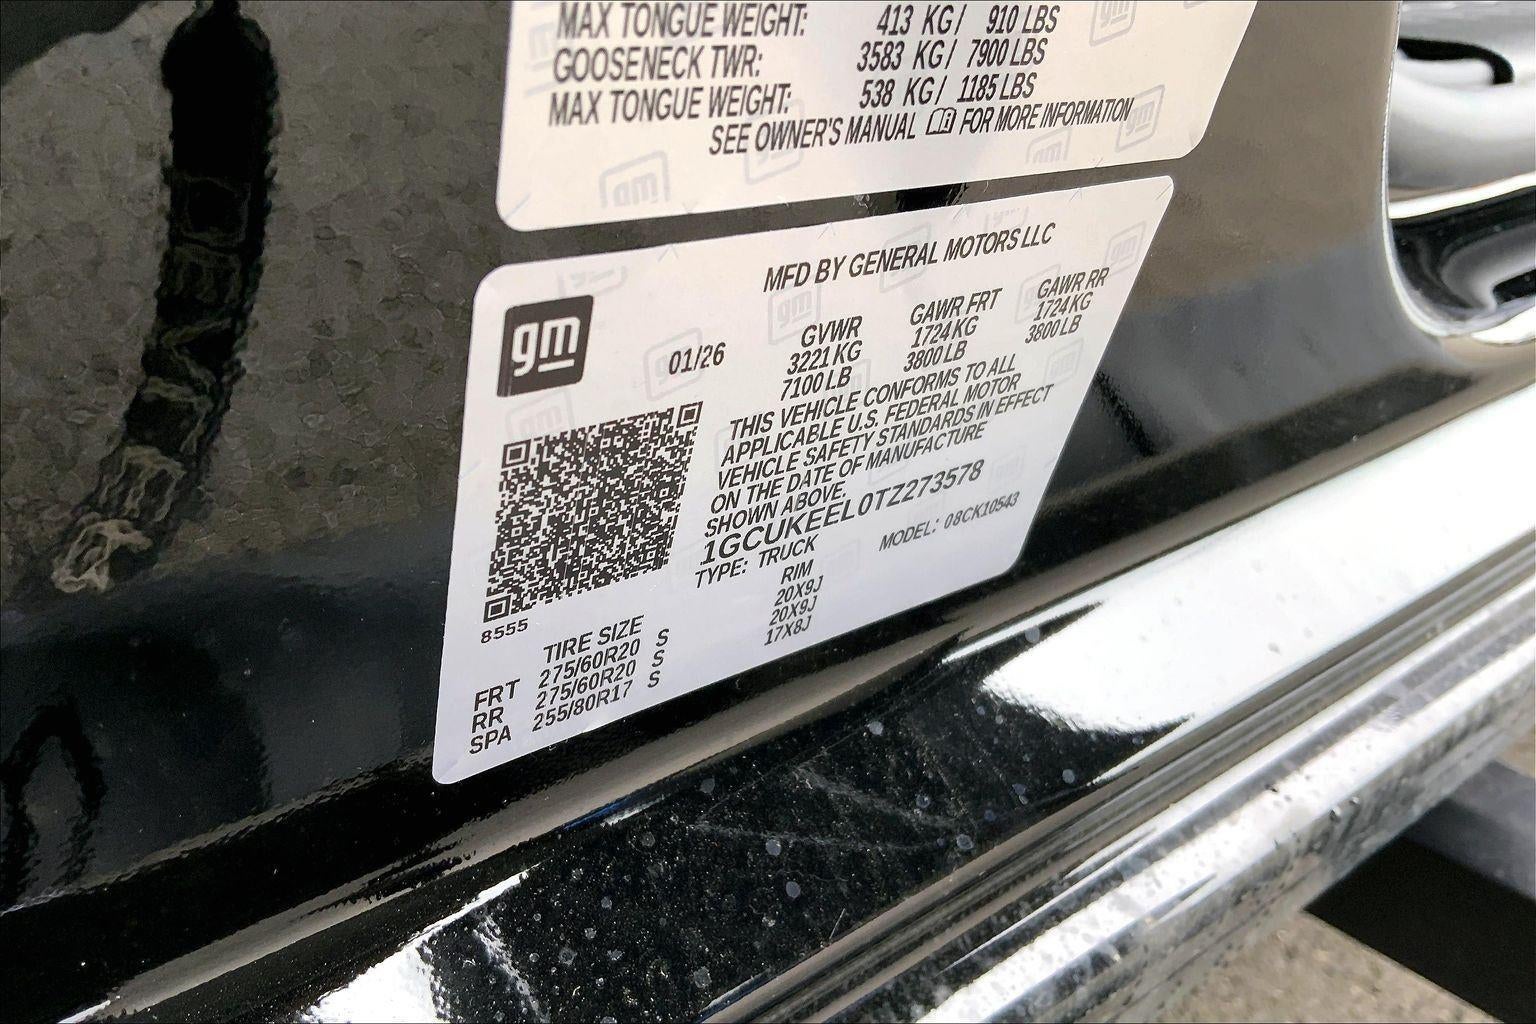 MAX TONGUE WEIGHT: 413 KG/ 910 LBS
GOOSENECK TWR: 3583 KG/ 7900 LBS
MAX TONGUE WEIGHT: 538 KG/ 1185 LBS
SEE OWNER'S MANUAL FOR MORE INFORMATION
MFD BY GENERAL MOTORS LLC
gm
01/26
GVWR GAWR FRT GAWR RR
3221 KG 1724 KG 1724 KG
7100 LB 3800 LB 3800 LB
THIS VEHICLE CONFORMS TO ALL
APPLICABLE U.S. FEDERAL MOTOR
VEHICLE SAFETY STANDARDS IN EFFECT
ON THE DATE OF MANUFACTURE
SHOWN ABOVE.
1GCUKEEL0TZ273578
TYPE: TRUCK MODEL: 08CK10543
8555
TIRE SIZE RIM
FRT 275/60R20 S 20X9J
RR 275/60R20 S 20X9J
SPA 255/80R17 S 17X8J